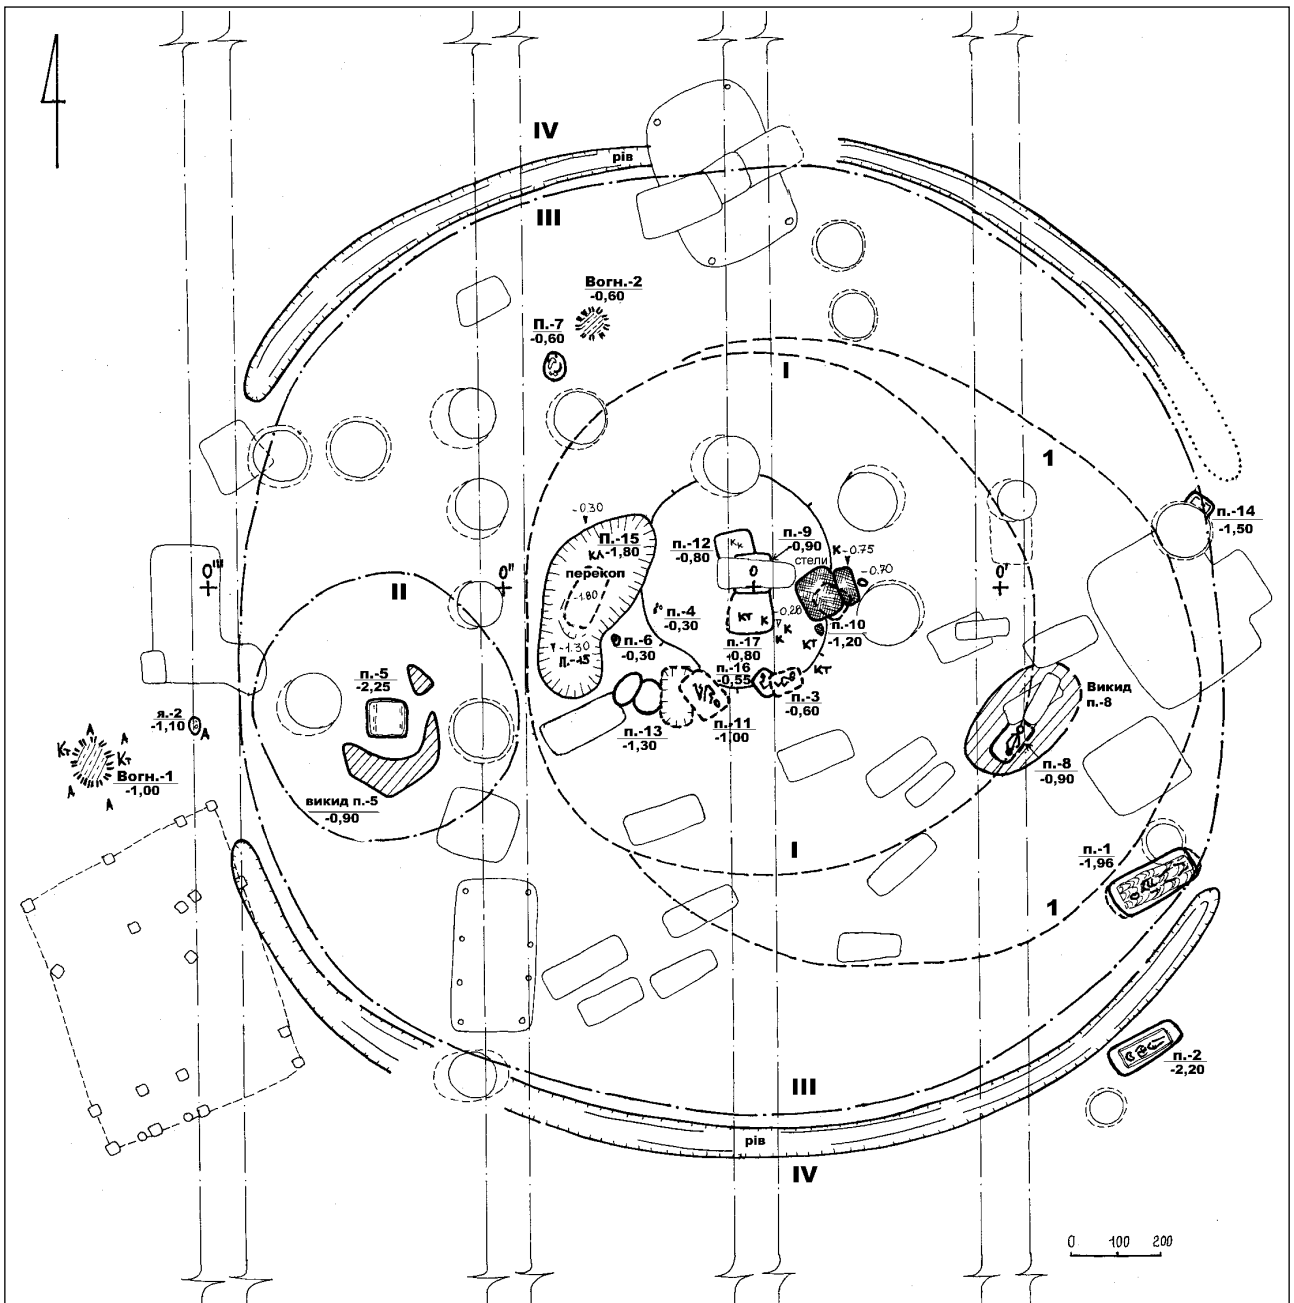 IV
рів
III
Вогн.-2
-0,60
П.-7
-0,60
I
1
-0.30
П.-15
КЛ-1,80
перекоп
-1.80
-1.30
П.-15
п.-12
-0,80
К К
п.-9
-0,90
стели
К
-0.75
-0.70
п.-14
-1,50
0'''
0''
0
0'
II
п.-4
-0,30
п.-6
-0,30
КТ К
-0.28
К К
КТ
п.-10
-1,20
п.-17
-0,80
п.-16
-0,55
КТ
п.-3
-0,60
п.-5
-2,25
я.-2
-1,10
А
А
А
Кт
Кт
Вогн.-1
-1,00
А
А
п.-13
-1,30
п.-11
-1,00
Викид
п.-8
п.-8
-0,90
викид п.-5
-0,90
I
п.-1
-1,96
1
п.-2
-2,20
III
рів
IV
0 100 200